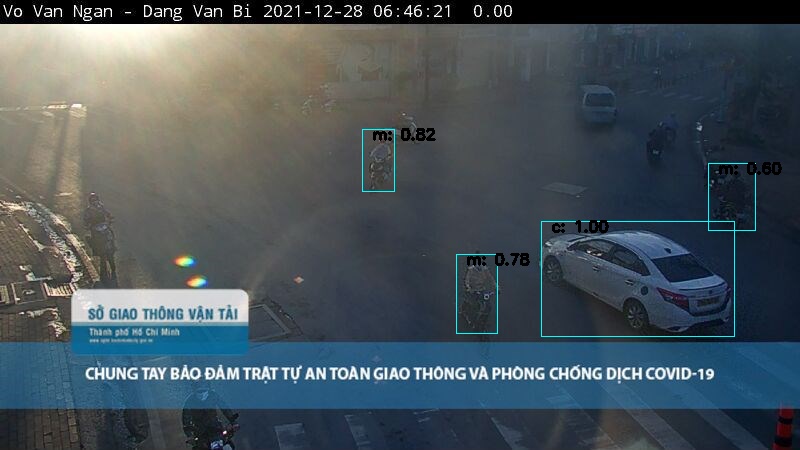 Vo Van Ngan - Dang Van Bi 2021-12-28 06:46:21 0.00
m: 0.82
m: 0.60
c: 1.00
m: 0.78
SỞ GIAO THÔNG VẬN TẢI
Thành phố Hồ Chí Minh
CHUNG TAY BẢO ĐẢM TRẬT TỰ AN TOÀN GIAO THÔNG VÀ PHÒNG CHỐNG DỊCH COVID-19